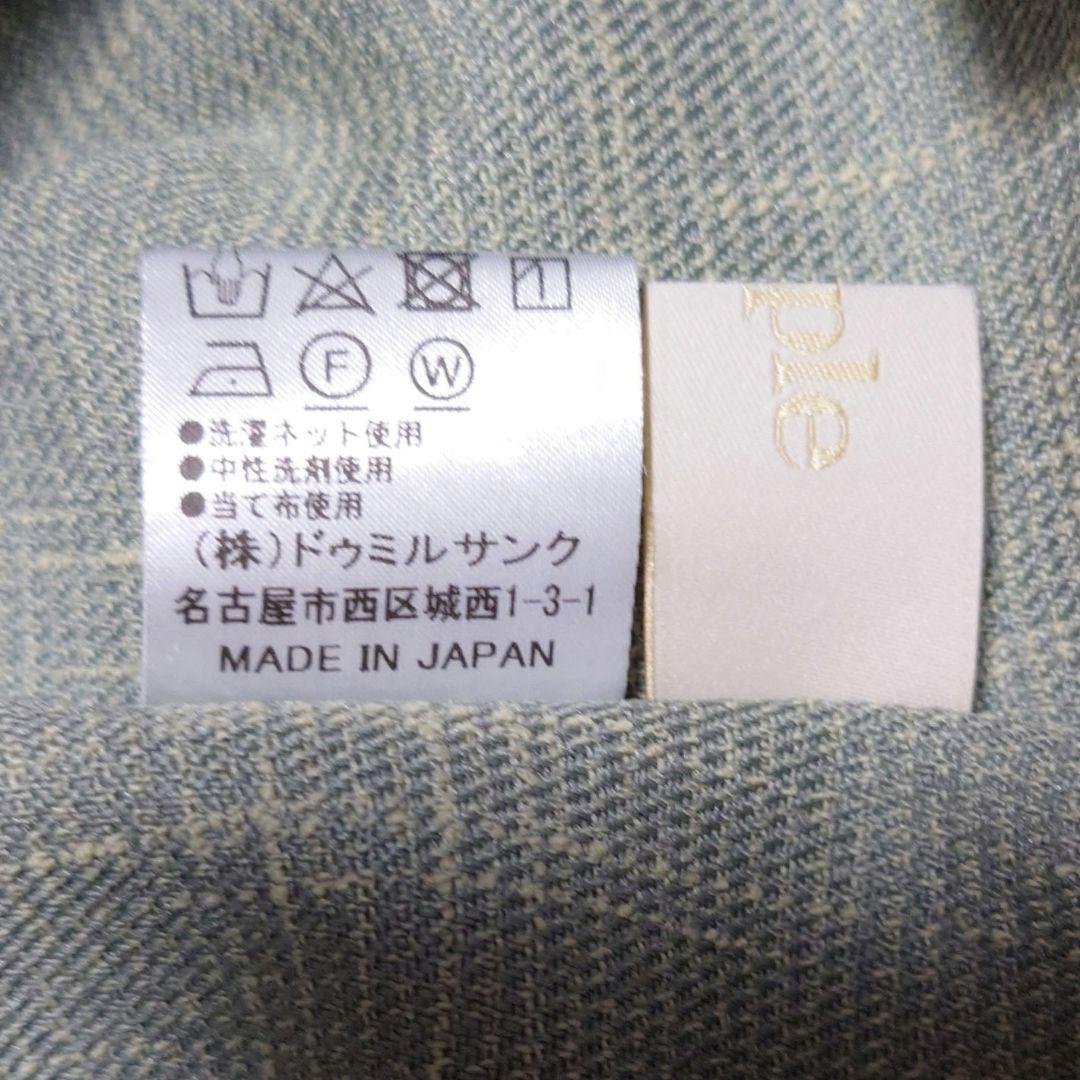 F W
●洗濯ネット使用
●中性洗剤使用
●当て布使用
(株)ドゥミルサンク
名古屋市西区城西1-3-1
MADE IN JAPAN
ple